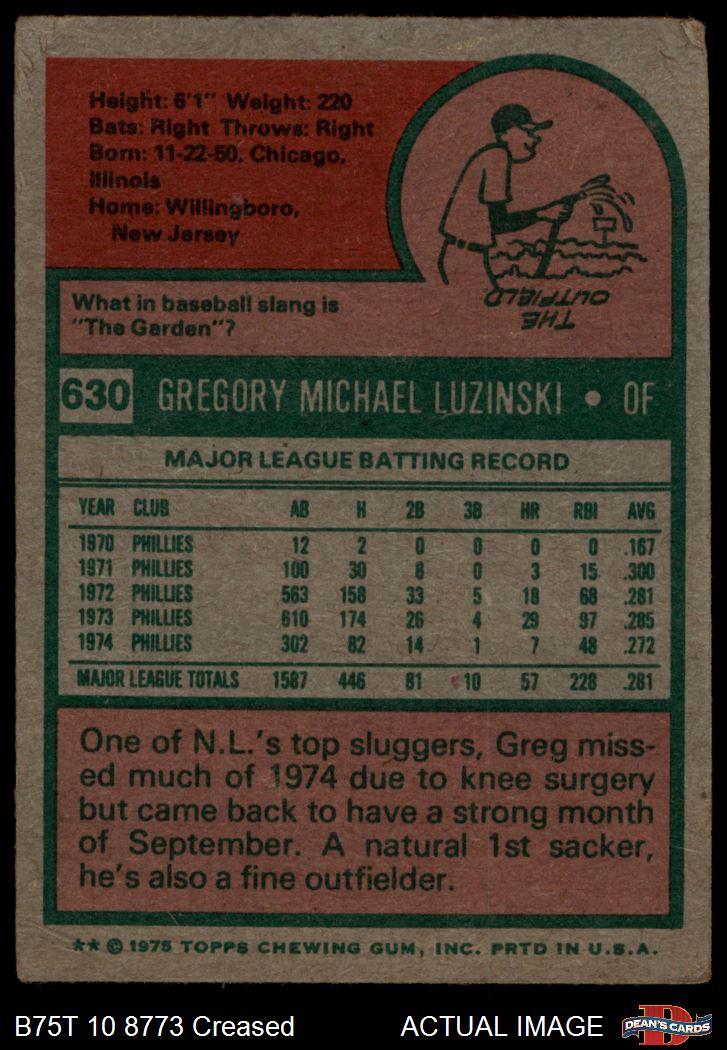 Height: 6'1" Weight: 220
Bats: Right Throws: Right
Born: 11-22-50, Chicago,
Illinois
Home: Willingboro,
New Jersey
THE
OUTFIELD
What in baseball slang is
"The Garden"?
630 GREGORY MICHAEL LUZINSKI • OF
MAJOR LEAGUE BATTING RECORD
YEAR CLUB AB H 2B 3B HR RBI AVG
1970 PHILLIES 12 2 0 0 0 0 .167
1971 PHILLIES 100 30 8 0 3 15 .300
1972 PHILLIES 563 158 33 5 18 68 .281
1973 PHILLIES 610 174 26 4 29 97 .285
1974 PHILLIES 302 82 14 1 7 48 .272
MAJOR LEAGUE TOTALS 1587 446 81 10 57 228 .281
One of N.L.'s top sluggers, Greg miss-
ed much of 1974 due to knee surgery
but came back to have a strong month
of September. A natural 1st sacker,
he's also a fine outfielder.
** © 1975 TOPPS CHEWING GUM, INC. PRTD IN U.S.A.
B75T 10 8773 Creased ACTUAL IMAGE
D
DEAN'S CARDS